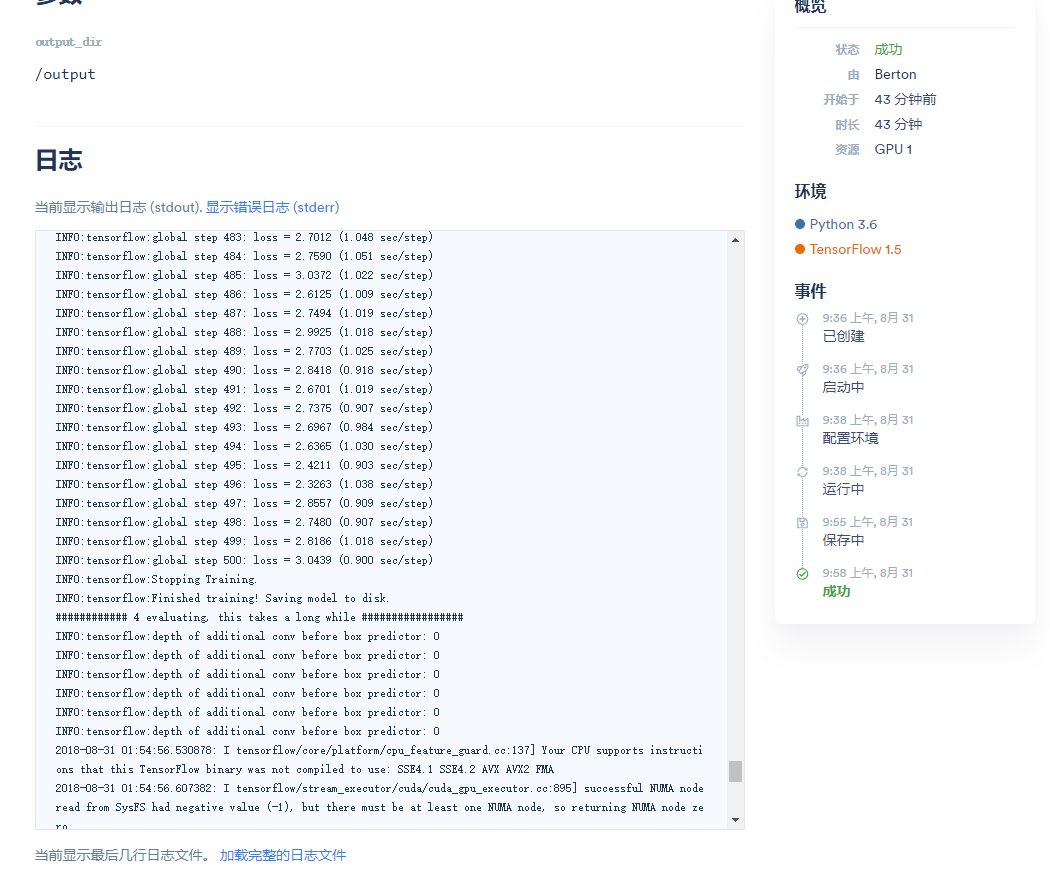 参数
output_dir
/output
日志
当前显示输出日志 (stdout). 显示错误日志 (stderr)
INFO:tensorflow:global step 483: loss = 2.7012 (1.048 sec/step)
INFO:tensorflow:global step 484: loss = 2.7590 (1.051 sec/step)
INFO:tensorflow:global step 485: loss = 3.0372 (1.022 sec/step)
INFO:tensorflow:global step 486: loss = 2.6125 (1.009 sec/step)
INFO:tensorflow:global step 487: loss = 2.7494 (1.019 sec/step)
INFO:tensorflow:global step 488: loss = 2.9925 (1.018 sec/step)
INFO:tensorflow:global step 489: loss = 2.7703 (1.025 sec/step)
INFO:tensorflow:global step 490: loss = 2.8418 (0.918 sec/step)
INFO:tensorflow:global step 491: loss = 2.6701 (1.019 sec/step)
INFO:tensorflow:global step 492: loss = 2.7375 (0.907 sec/step)
INFO:tensorflow:global step 493: loss = 2.6967 (0.984 sec/step)
INFO:tensorflow:global step 494: loss = 2.6365 (1.030 sec/step)
INFO:tensorflow:global step 495: loss = 2.4211 (0.903 sec/step)
INFO:tensorflow:global step 496: loss = 2.3263 (1.038 sec/step)
INFO:tensorflow:global step 497: loss = 2.8557 (0.909 sec/step)
INFO:tensorflow:global step 498: loss = 2.7480 (0.907 sec/step)
INFO:tensorflow:global step 499: loss = 2.8186 (1.018 sec/step)
INFO:tensorflow:global step 500: loss = 3.0439 (0.900 sec/step)
INFO:tensorflow:Stopping Training.
INFO:tensorflow:Finished training! Saving model to disk.
############ 4 evaluating, this takes a long while #################
INFO:tensorflow:depth of additional conv before box predictor: 0
INFO:tensorflow:depth of additional conv before box predictor: 0
INFO:tensorflow:depth of additional conv before box predictor: 0
INFO:tensorflow:depth of additional conv before box predictor: 0
INFO:tensorflow:depth of additional conv before box predictor: 0
INFO:tensorflow:depth of additional conv before box predictor: 0
2018-08-31 01:54:56.530878: I tensorflow/core/platform/cpu_feature_guard.cc:137] Your CPU supports instructi
ons that this TensorFlow binary was not compiled to use: SSE4.1 SSE4.2 AVX AVX2 FMA
2018-08-31 01:54:56.607382: I tensorflow/stream_executor/cuda/cuda_gpu_executor.cc:895] successful NUMA node
read from SysFS had negative value (-1), but there must be at least one NUMA node, so returning NUMA node ze
ro
当前显示最后几行日志文件。 加载完整的日志文件
概览
状态 成功
由 Berton
开始于 43 分钟前
时长 43 分钟
资源 GPU 1
环境
Python 3.6
TensorFlow 1.5
事件
9:36 上午, 8月 31
已创建
9:36 上午, 8月 31
启动中
9:38 上午, 8月 31
配置环境
9:38 上午, 8月 31
运行中
9:55 上午, 8月 31
保存中
9:58 上午, 8月 31
成功